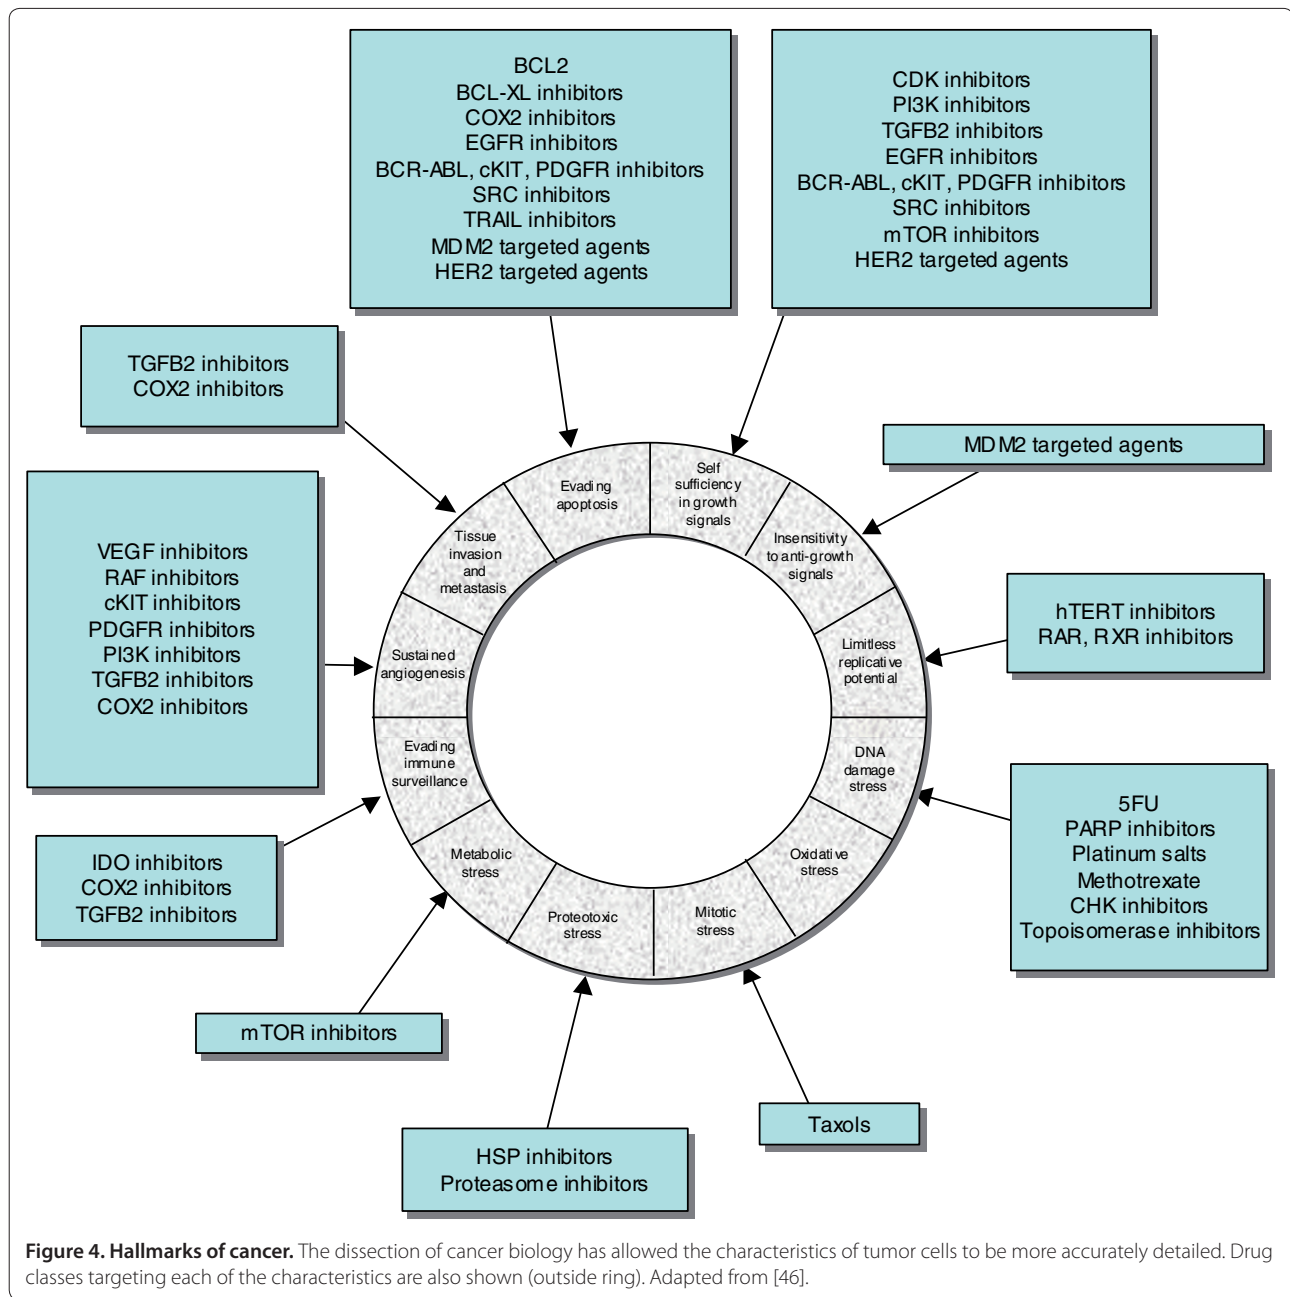 BCL2
BCL-XL inhibitors
COX2 inhibitors
EGFR inhibitors
BCR-ABL, cKIT, PDGFR inhibitors
SRC inhibitors
TRAIL inhibitors
MDM2 targeted agents
HER2 targeted agents
CDK inhibitors
PI3K inhibitors
TGFB2 inhibitors
EGFR inhibitors
BCR-ABL, cKIT, PDGFR inhibitors
SRC inhibitors
mTOR inhibitors
HER2 targeted agents
TGFB2 inhibitors
COX2 inhibitors
MDM2 targeted agents
VEGF inhibitors
RAF inhibitors
cKIT inhibitors
PDGFR inhibitors
PI3K inhibitors
TGFB2 inhibitors
COX2 inhibitors
hTERT inhibitors
RAR, RXR inhibitors
Evading
apoptosis
Self
sufficiency
in growth
signals
Tissue
invasion
and
metastasis
Insensitivity
to anti-growth
signals
Sustained
angiogenesis
Limitless
replicative
potential
Evading
immune
surveillance
DNA
damage
stress
Metabolic
stress
Oxidative
stress
Proteotoxic
stress
Mitotic
stress
IDO inhibitors
COX2 inhibitors
TGFB2 inhibitors
5FU
PARP inhibitors
Platinum salts
Methotrexate
CHK inhibitors
Topoisomerase inhibitors
mTOR inhibitors
Taxols
HSP inhibitors
Proteasome inhibitors
Figure 4. Hallmarks of cancer. The dissection of cancer biology has allowed the characteristics of tumor cells to be more accurately detailed. Drug
classes targeting each of the characteristics are also shown (outside ring). Adapted from [46].